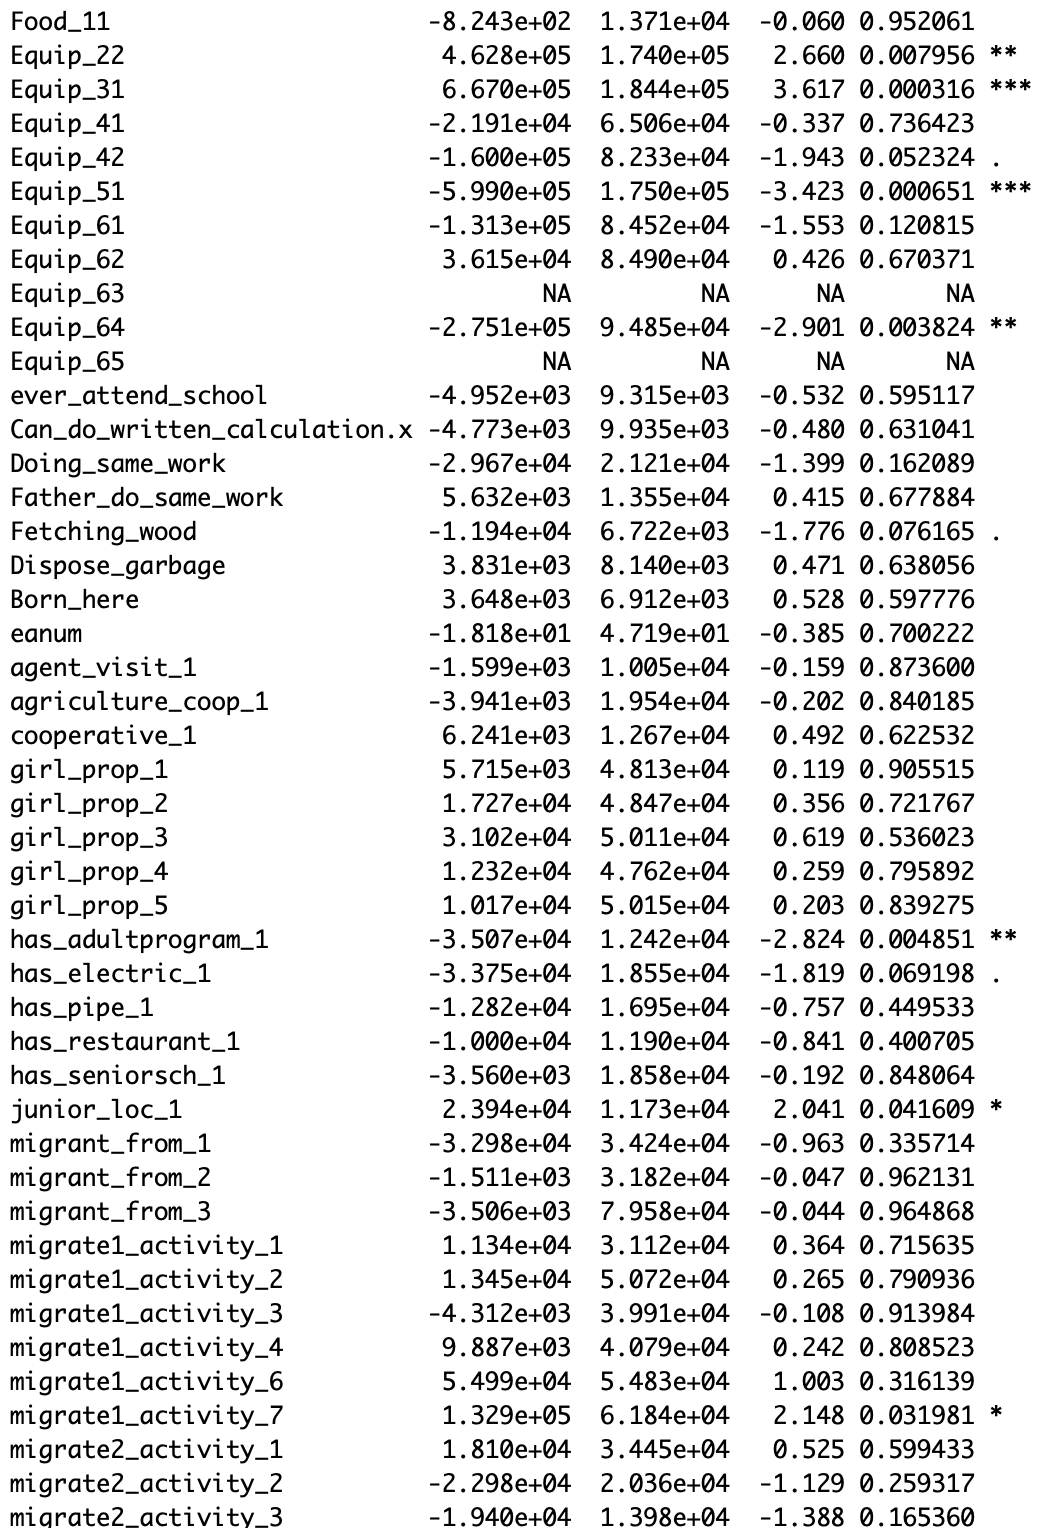 Food_11 -8.243e+02 1.371e+04 -0.060 0.952061
Equip_22 4.628e+05 1.740e+05 2.660 0.007956 **
Equip_31 6.670e+05 1.844e+05 3.617 0.000316 ***
Equip_41 -2.191e+04 6.506e+04 -0.337 0.736423
Equip_42 -1.600e+05 8.233e+04 -1.943 0.052324 .
Equip_51 -5.990e+05 1.750e+05 -3.423 0.000651 ***
Equip_61 -1.313e+05 8.452e+04 -1.553 0.120815
Equip_62 3.615e+04 8.490e+04 0.426 0.670371
Equip_63 NA NA NA NA
Equip_64 -2.751e+05 9.485e+04 -2.901 0.003824 **
Equip_65 NA NA NA NA
ever_attend_school -4.952e+03 9.315e+03 -0.532 0.595117
Can_do_written_calculation.x -4.773e+03 9.935e+03 -0.480 0.631041
Doing_same_work -2.967e+04 2.121e+04 -1.399 0.162089
Father_do_same_work 5.632e+03 1.355e+04 0.415 0.677884
Fetching_wood -1.194e+04 6.722e+03 -1.776 0.076165 .
Dispose_garbage 3.831e+03 8.140e+03 0.471 0.638056
Born_here 3.648e+03 6.912e+03 0.528 0.597776
eanum -1.818e+01 4.719e+01 -0.385 0.700222
agent_visit_1 -1.599e+03 1.005e+04 -0.159 0.873600
agriculture_coop_1 -3.941e+03 1.954e+04 -0.202 0.840185
cooperative_1 6.241e+03 1.267e+04 0.492 0.622532
girl_prop_1 5.715e+03 4.813e+04 0.119 0.905515
girl_prop_2 1.727e+04 4.847e+04 0.356 0.721767
girl_prop_3 3.102e+04 5.011e+04 0.619 0.536023
girl_prop_4 1.232e+04 4.762e+04 0.259 0.795892
girl_prop_5 1.017e+04 5.015e+04 0.203 0.839275
has_adultprogram_1 -3.507e+04 1.242e+04 -2.824 0.004851 **
has_electric_1 -3.375e+04 1.855e+04 -1.819 0.069198 .
has_pipe_1 -1.282e+04 1.695e+04 -0.757 0.449533
has_restaurant_1 -1.000e+04 1.190e+04 -0.841 0.400705
has_seniorsch_1 -3.560e+03 1.858e+04 -0.192 0.848064
junior_loc_1 2.394e+04 1.173e+04 2.041 0.041609 *
migrant_from_1 -3.298e+04 3.424e+04 -0.963 0.335714
migrant_from_2 -1.511e+03 3.182e+04 -0.047 0.962131
migrant_from_3 -3.506e+03 7.958e+04 -0.044 0.964868
migrate1_activity_1 1.134e+04 3.112e+04 0.364 0.715635
migrate1_activity_2 1.345e+04 5.072e+04 0.265 0.790936
migrate1_activity_3 -4.312e+03 3.991e+04 -0.108 0.913984
migrate1_activity_4 9.887e+03 4.079e+04 0.242 0.808523
migrate1_activity_6 5.499e+04 5.483e+04 1.003 0.316139
migrate1_activity_7 1.329e+05 6.184e+04 2.148 0.031981 *
migrate2_activity_1 1.810e+04 3.445e+04 0.525 0.599433
migrate2_activity_2 -2.298e+04 2.036e+04 -1.129 0.259317
migrate2_activity_3 -1.940e+04 1.398e+04 -1.388 0.165360